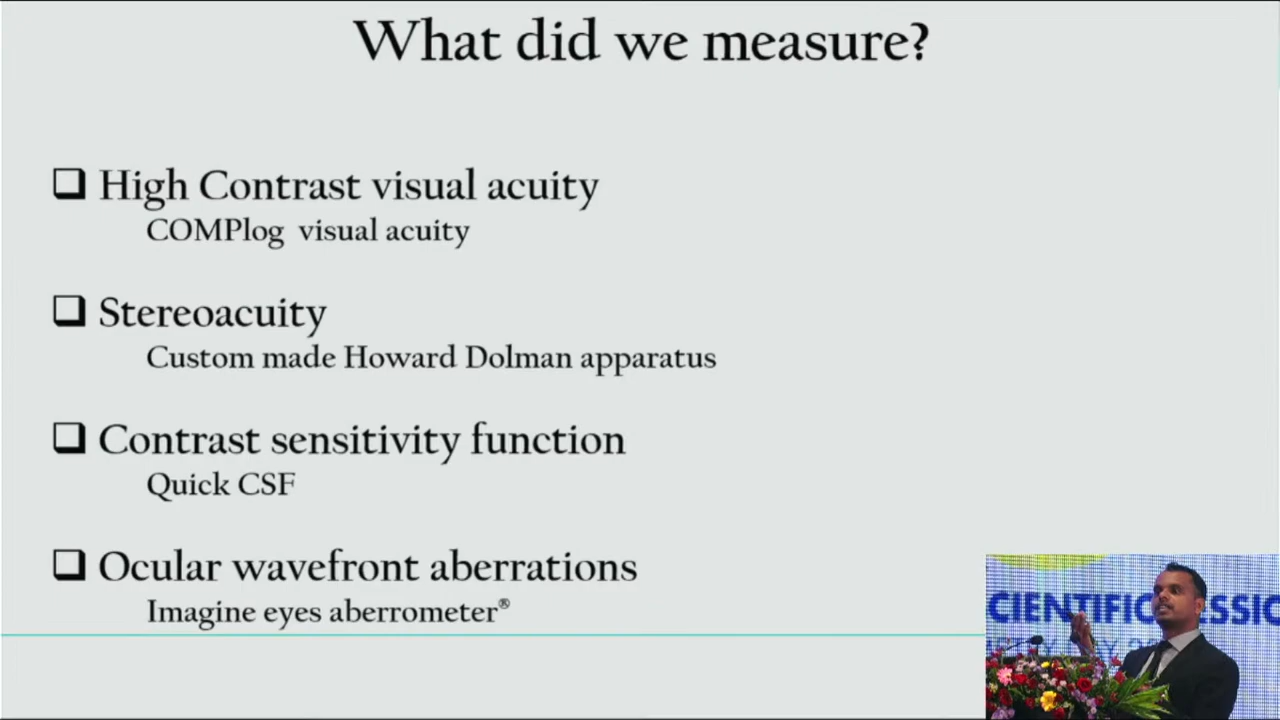 What did we measure?
High Contrast visual acuity
COMPlog visual acuity
Stereoacuity
Custom made Howard Dolman apparatus
Contrast sensitivity function
Quick CSF
Ocular wavefront aberrations
Imagine eyes aberrometer®
CIENTIFIC ESSIO